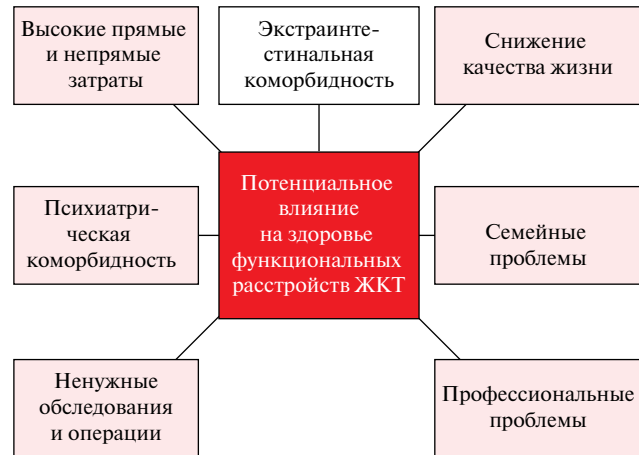 Высокие прямые
и непрямые
затраты
Экстраинте-
стинальная
коморбидность
Снижение
качества жизни
Психиатри-
ческая
коморбидность
Потенциальное
влияние
на здоровье
функциональных
расстройств ЖКТ
Семейные
проблемы
Ненужные
обследования
и операции
Профессиональные
проблемы